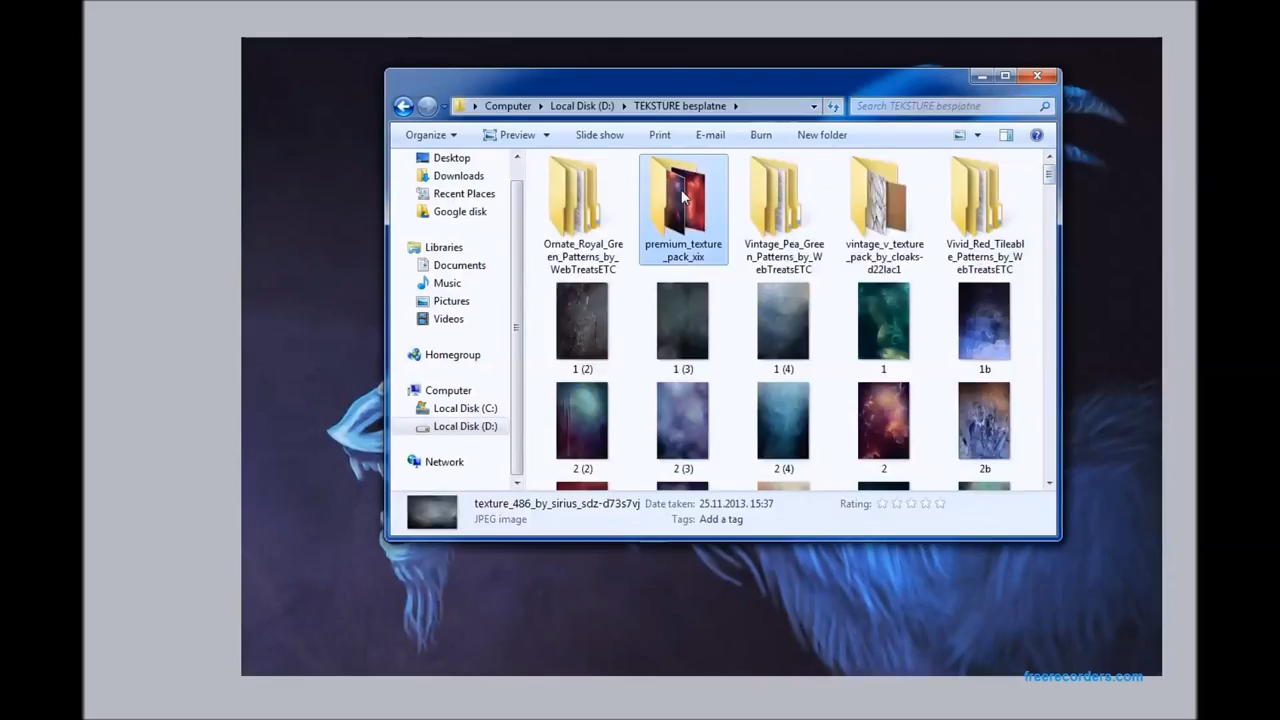 Computer Local Disk (D:) TEKSTURE besplatne
Search TEKSTURE besplatne
Organize Preview Slide show Print E-mail Burn New folder
Desktop
Downloads
Recent Places
Google disk
Libraries
Documents
Music
Pictures
Videos
Homegroup
Computer
Local Disk (C:)
Local Disk (D:)
Network
Ornate_Royal_Gre
en_Patterns_by_
WebTreatsETC
premium_texture
_pack_xix
Vintage_Pea_Gree
n_Patterns_by_W
ebTreatsETC
vintage_v_texture
_pack_by_cloaks-
d22lac1
Vivid_Red_Tileabl
e_Patterns_by_W
ebTreatsETC
1 (2)
1 (3)
1 (4)
1
1b
2 (2)
2 (3)
2 (4)
2
2b
texture_486_by_sirius_sdz-d73s7vj Date taken: 25.11.2013. 15:37 Rating:
JPEG image Tags: Add a tag
freerecorders.com